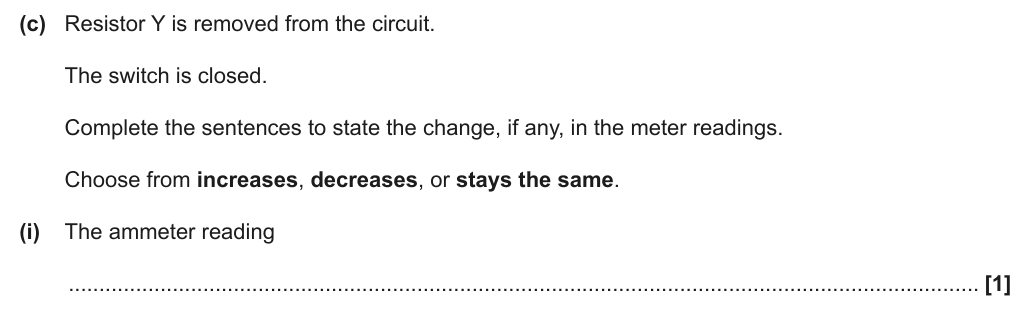 (c) Resistor Y is removed from the circuit.
The switch is closed.
Complete the sentences to state the change, if any, in the meter readings.
Choose from increases, decreases, or stays the same.
(i) The ammeter reading
.......................................................................................................................................................... [1]